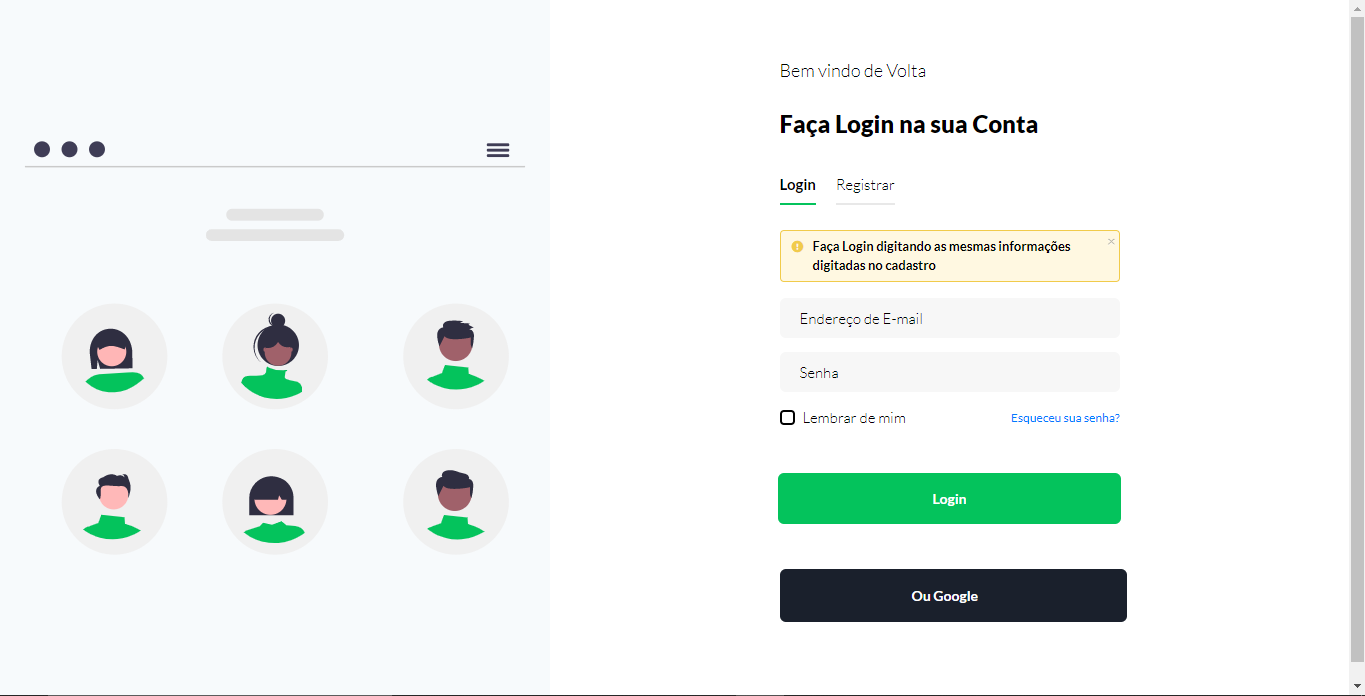 Bem vindo de Volta
Faça Login na sua Conta
Login Registrar
Faça Login digitando as mesmas informações
digitadas no cadastro
Endereço de E-mail
Senha
Lembrar de mim Esqueceu sua senha?
Login
Ou Google